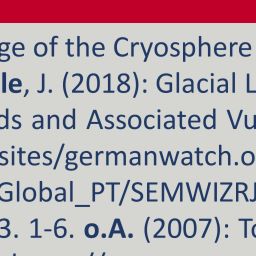 ge of the Cryosphere
le, J. (2018): Glacial L
ds and Associated Vu
sites/germanwatch.o
Global_PT/SEMWIZRJ
3. 1-6. o.A. (2007): To